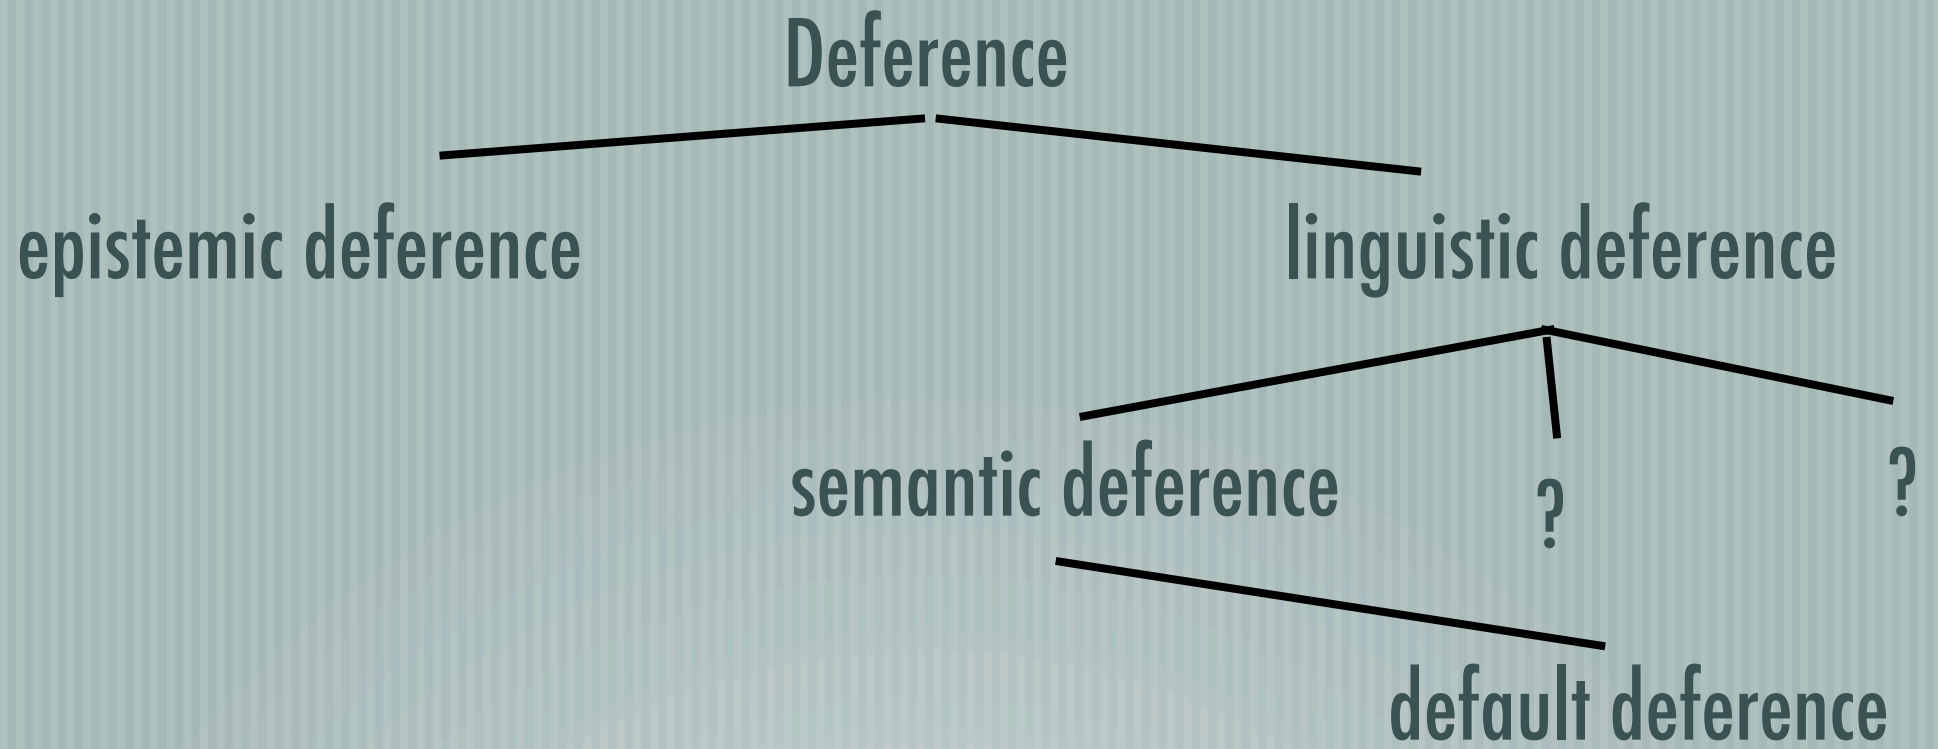 Deference
epistemic deference
linguistic deference
semantic deference
?
?
default deference